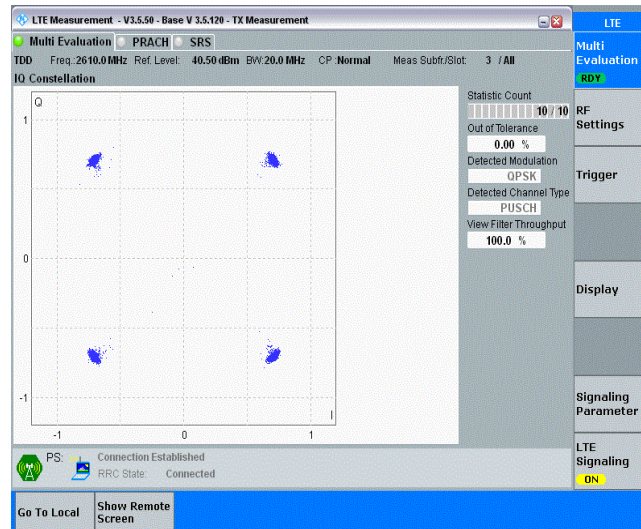 LTE Measurement - V3.5.50 - Base V 3.5.120 - TX Measurement
LTE
Multi Evaluation PRACH SRS
Multi
Evaluation
RDY
TDD Freq.:2610.0 MHz Ref. Level: 40.50 dBm BW:20.0 MHz CP :Normal Meas Subfr./Slot: 3 / All
IQ Constellation
Q
1
0
-1
-1 0 1
I
Statistic Count
10 / 10
Out of Tolerance
0.00 %
Detected Modulation
QPSK
Detected Channel Type
PUSCH
View Filter Throughput
100.0 %
RF
Settings
Trigger
Display
Signaling
Parameter
LTE
Signaling
ON
PS: Connection Established
RRC State: Connected
Go To Local
Show Remote
Screen